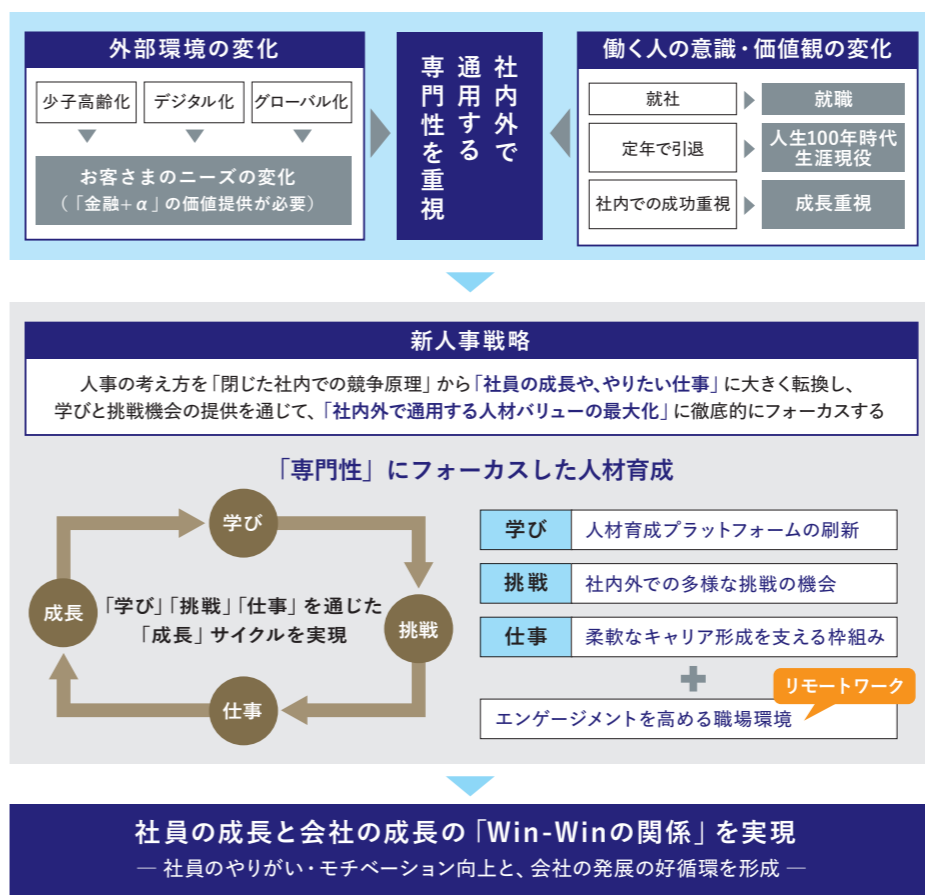 外部環境の変化
少子高齢化
デジタル化
グローバル化
お客さまのニーズの変化
(「金融+α」の価値提供が必要)
社内外で
通用する
専門性を重視
働く人の意識・価値観の変化
就社
就職
定年で引退
人生100年時代
生涯現役
社内での成功重視
成長重視
新人事戦略
人事の考え方を「閉じた社内での競争原理」から「社員の成長や、やりたい仕事」に大きく転換し、
学びと挑戦機会の提供を通じて、「社内外で通用する人材バリューの最大化」に徹底的にフォーカスする
「専門性」にフォーカスした人材育成
学び
成長
「学び」「挑戦」「仕事」を通じた
「成長」サイクルを実現
挑戦
仕事
学び 人材育成プラットフォームの刷新
挑戦 社内外での多様な挑戦の機会
仕事 柔軟なキャリア形成を支える枠組み
リモートワーク
エンゲージメントを高める職場環境
社員の成長と会社の成長の「Win-Winの関係」を実現
― 社員のやりがい・モチベーション向上と、会社の発展の好循環を形成 ―